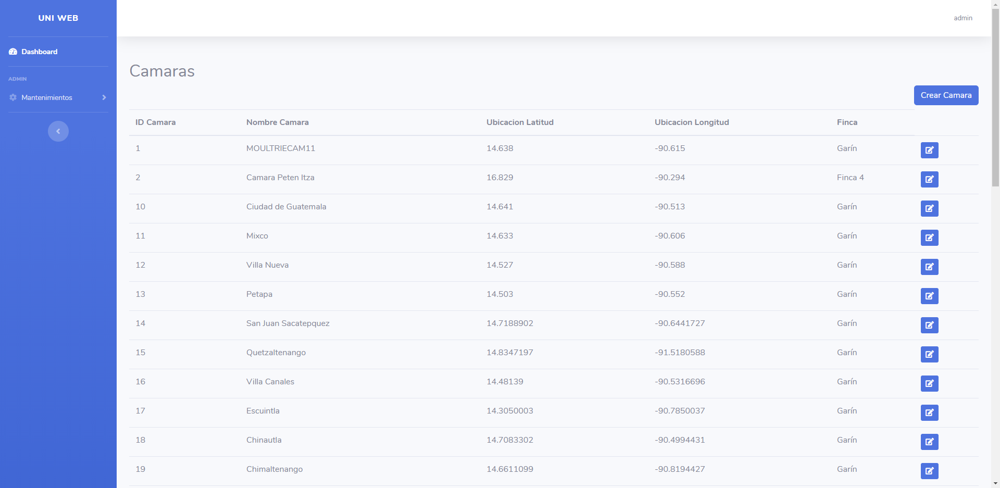 UNI WEB
admin
Dashboard
ADMIN
Mantenimientos
Camaras
Crear Camara
ID Camara Nombre Camara Ubicacion Latitud Ubicacion Longitud Finca
1 MOULTRIECAM11 14.638 -90.615 Garín
2 Camara Peten Itza 16.829 -90.294 Finca 4
10 Ciudad de Guatemala 14.641 -90.513 Garín
11 Mixco 14.633 -90.606 Garín
12 Villa Nueva 14.527 -90.588 Garín
13 Petapa 14.503 -90.552 Garín
14 San Juan Sacatepquez 14.7188902 -90.6441727 Garín
15 Quetzaltenango 14.8347197 -91.5180588 Garín
16 Villa Canales 14.48139 -90.5316696 Garín
17 Escuintla 14.3050003 -90.7850037 Garín
18 Chinautla 14.7083302 -90.4994431 Garín
19 Chimaltenango 14.6611099 -90.8194427 Garín